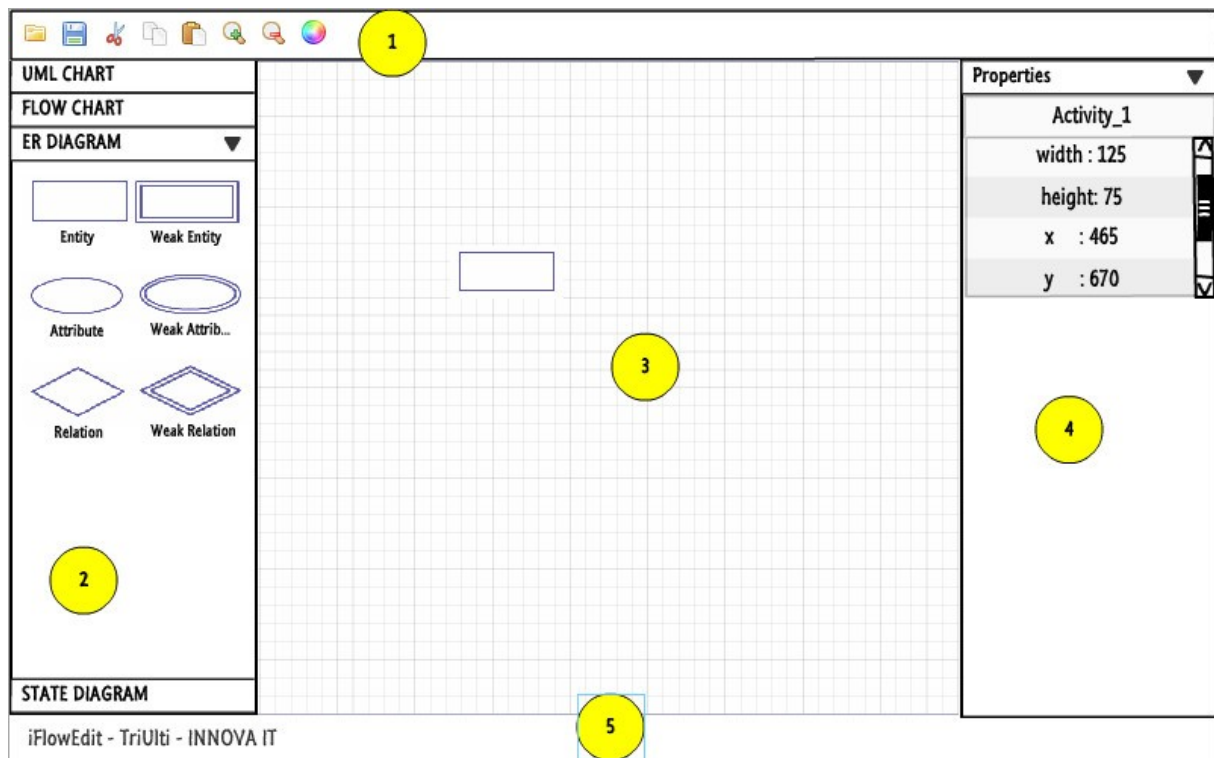 1
UML CHART
FLOW CHART
ER DIAGRAM
Entity
Weak Entity
Attribute
Weak Attrib...
Relation
Weak Relation
2
STATE DIAGRAM
3
Properties
Activity_1
width : 125
height: 75
x : 465
y : 670
4
5
iFlowEdit - TriUlti - INNOVA IT